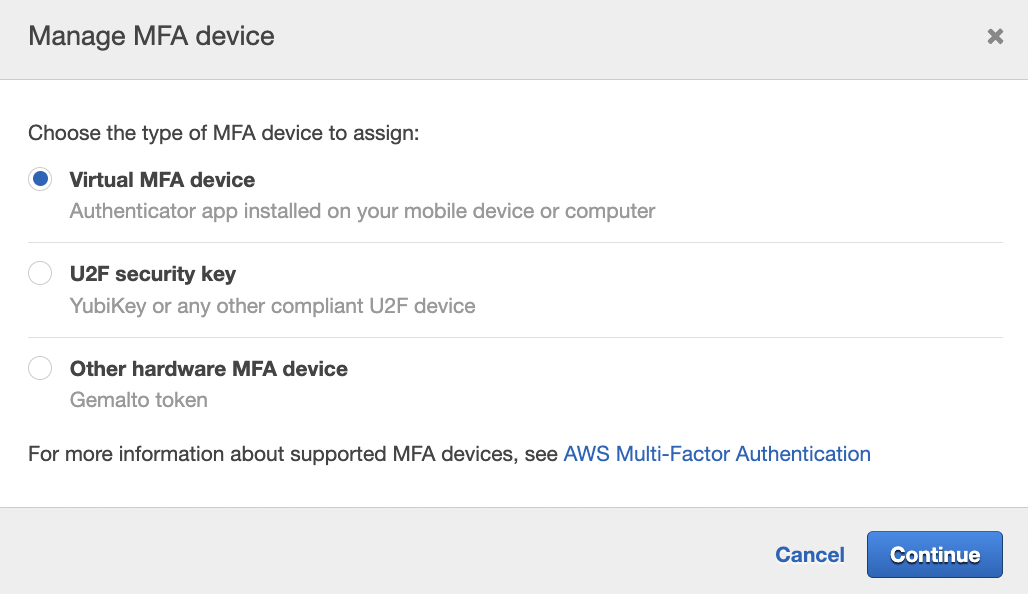 Manage MFA device
Choose the type of MFA device to assign:
Virtual MFA device
Authenticator app installed on your mobile device or computer
U2F security key
YubiKey or any other compliant U2F device
Other hardware MFA device
Gemalto token
For more information about supported MFA devices, see AWS Multi-Factor Authentication
Cancel Continue